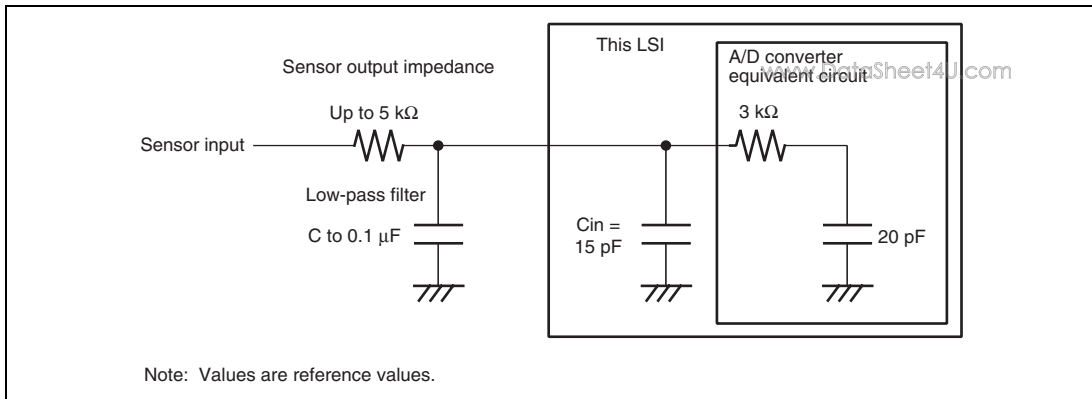 This LSI
A/D converter
equivalent circuit
www.DataSheet4U.com
Sensor output impedance
Up to 5 kΩ
3 kΩ
Sensor input
Low-pass filter
C to 0.1 μF
Cin =
15 pF
20 pF
Note: Values are reference values.